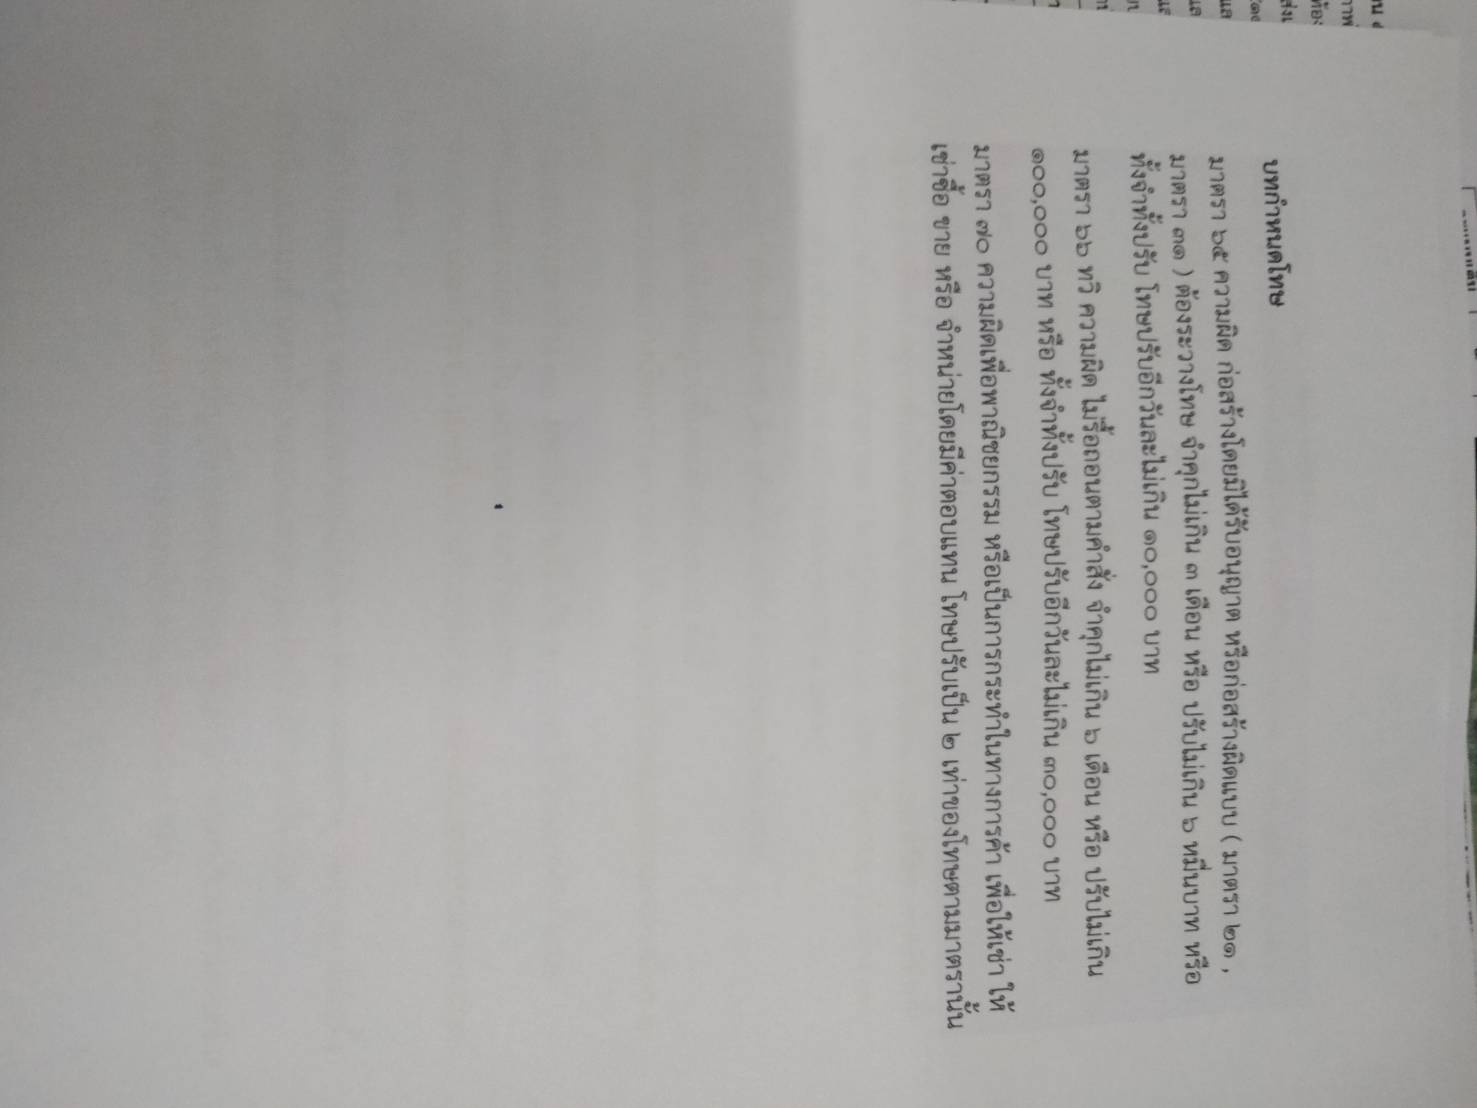 บทกำหนดโทษ
มาตรา ๖๕ ความผิด ก่อสร้างโดยมิได้รับอนุญาต หรือก่อสร้างผิดแบบ ( มาตรา ๒๑ ,
มาตรา ๓๑ ) ต้องระวางโทษ จำคุกไม่เกิน ๓ เดือน หรือ ปรับไม่เกิน ๖ หมื่นบาท หรือ
ทั้งจำทั้งปรับ โทษปรับอีกวันละไม่เกิน ๑๐,๐๐๐ บาท
มาตรา ๖๖ ทวิ ความผิด ไม่รื้อถอนตามคำสั่ง จำคุกไม่เกิน ๖ เดือน หรือ ปรับไม่เกิน
๑๐๐,๐๐๐ บาท หรือ ทั้งจำทั้งปรับ โทษปรับอีกวันละไม่เกิน ๓๐,๐๐๐ บาท
มาตรา ๗๐ ความผิดเพื่อพาณิชยกรรม หรือเป็นการกระทำในทางการค้า เพื่อให้เช่า ให้
เช่าซื้อ ขาย หรือ จำหน่ายโดยมีค่าตอบแทน โทษปรับเป็น ๒ เท่าของโทษตามมาตรานั้น